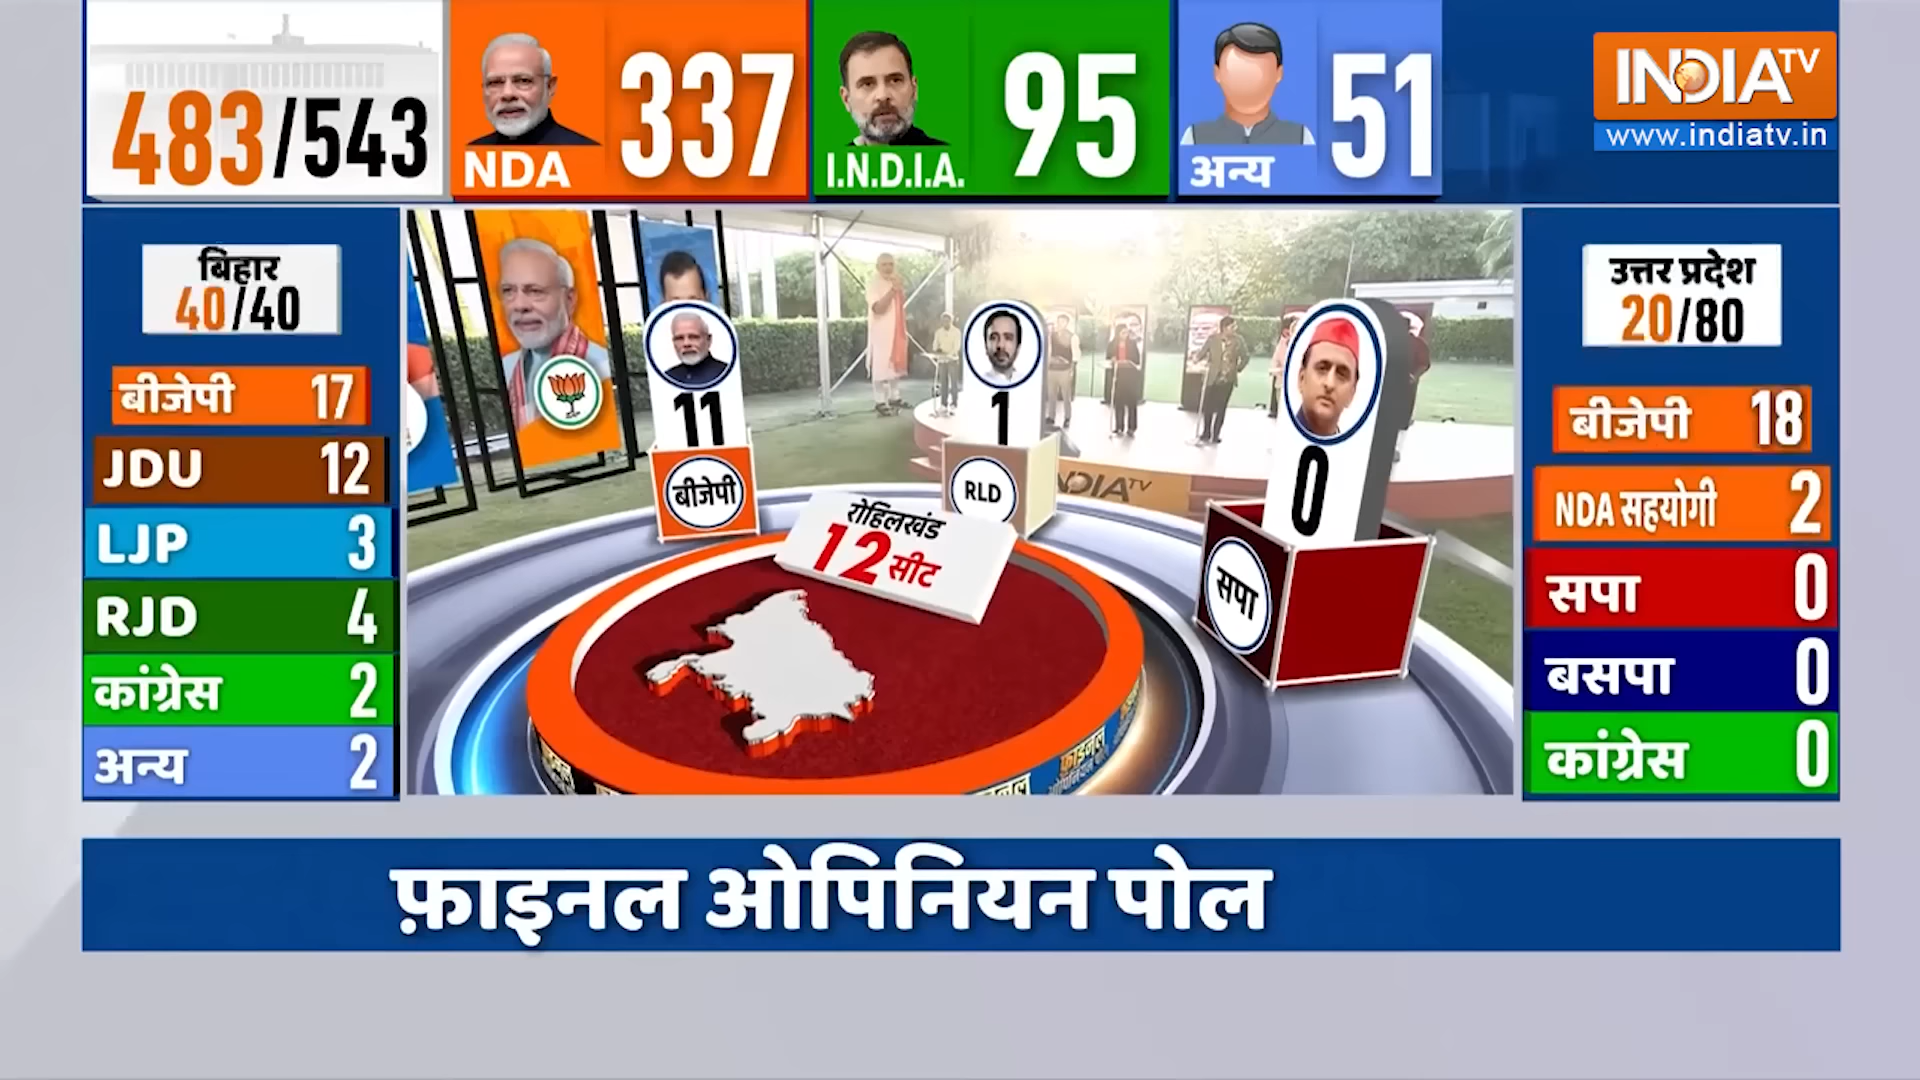 483/543
NDA
337
I.N.D.I.A.
95
अन्य
51
INDIATV
www.indiatv.in
बिहार
40/40
बीजेपी 17
JDU 12
LJP 3
RJD 4
कांग्रेस 2
अन्य 2
11
बीजेपी
1
RLD
0
सपा
रोहिलखंड
12 सीट
फ़ाइनल
उत्तर प्रदेश
20/80
बीजेपी 18
NDA सहयोगी 2
सपा 0
बसपा 0
कांग्रेस 0
फ़ाइनल ओपिनियन पोल